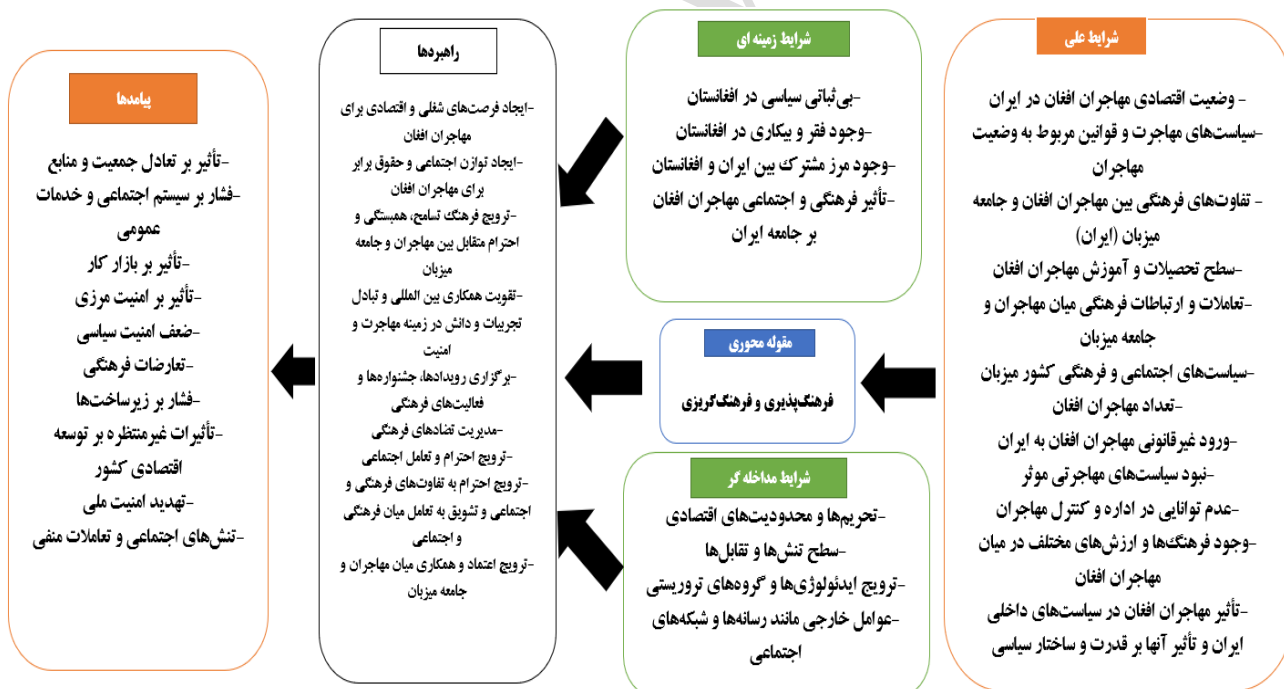 شرایط علی
- وضعیت اقتصادی مهاجران افغان در ایران
-سیاست‌های مهاجرت و قوانین مربوط به وضعیت
مهاجران
- تفاوت‌های فرهنگی بین مهاجران افغان و جامعه
میزبان (ایران)
-سطح تحصیلات و آموزش مهاجران افغان
-تعاملات و ارتباطات فرهنگی میان مهاجران و
جامعه میزبان
-سیاست‌های اجتماعی و فرهنگی کشور میزبان
-تعداد مهاجران افغان
-ورود غیرقانونی مهاجران افغان به ایران
-نبود سیاست‌های مهاجرتی موثر
-عدم توانایی در اداره و کنترل مهاجران
-وجود فرهنگ‌ها و ارزش‌های مختلف در میان
مهاجران افغان
-تأثیر مهاجران افغان در سیاست‌های داخلی
ایران و تأثیر آنها بر قدرت و ساختار سیاسی
شرایط زمینه ای
-بی‌ثباتی سیاسی در افغانستان
-وجود فقر و بیکاری در افغانستان
-وجود مرز مشترک بین ایران و افغانستان
-تأثیر فرهنگی و اجتماعی مهاجران افغان
بر جامعه ایران
مقوله محوری
فرهنگ‌پذیری و فرهنگ‌گریزی
شرایط مداخله گر
-تحریم‌ها و محدودیت‌های اقتصادی
-سطح تنش‌ها و تقابل‌ها
-ترویج ایدئولوژی‌ها و گروه‌های تروریستی
-عوامل خارجی مانند رسانه‌ها و شبکه‌های
اجتماعی
راهبردها
-ایجاد فرصت‌های شغلی و اقتصادی برای
مهاجران افغان
-ایجاد توازن اجتماعی و حقوق برابر
برای مهاجران افغان
-ترویج فرهنگ تسامح، همبستگی و
احترام متقابل بین مهاجران و جامعه
میزبان
-تقویت همکاری بین المللی و تبادل
تجربیات و دانش در زمینه مهاجرت و
امنیت
-برگزاری رویدادها، جشنواره‌ها و
فعالیت‌های فرهنگی
-مدیریت تضادهای فرهنگی
-ترویج احترام و تعامل اجتماعی
-ترویج احترام به تفاوت‌های فرهنگی و
اجتماعی و تشویق به تعامل میان فرهنگی
و اجتماعی
-ترویج اعتماد و همکاری میان مهاجران و
جامعه میزبان
پیامدها
-تأثیر بر تعادل جمعیت و منابع
-فشار بر سیستم اجتماعی و خدمات
عمومی
-تأثیر بر بازار کار
-تأثیر بر امنیت مرزی
-ضعف امنیت سیاسی
-تعارضات فرهنگی
-فشار بر زیرساخت‌ها
-تأثیرات غیرمنتظره بر توسعه
اقتصادی کشور
-تهدید امنیت ملی
-تنش‌های اجتماعی و تعاملات منفی